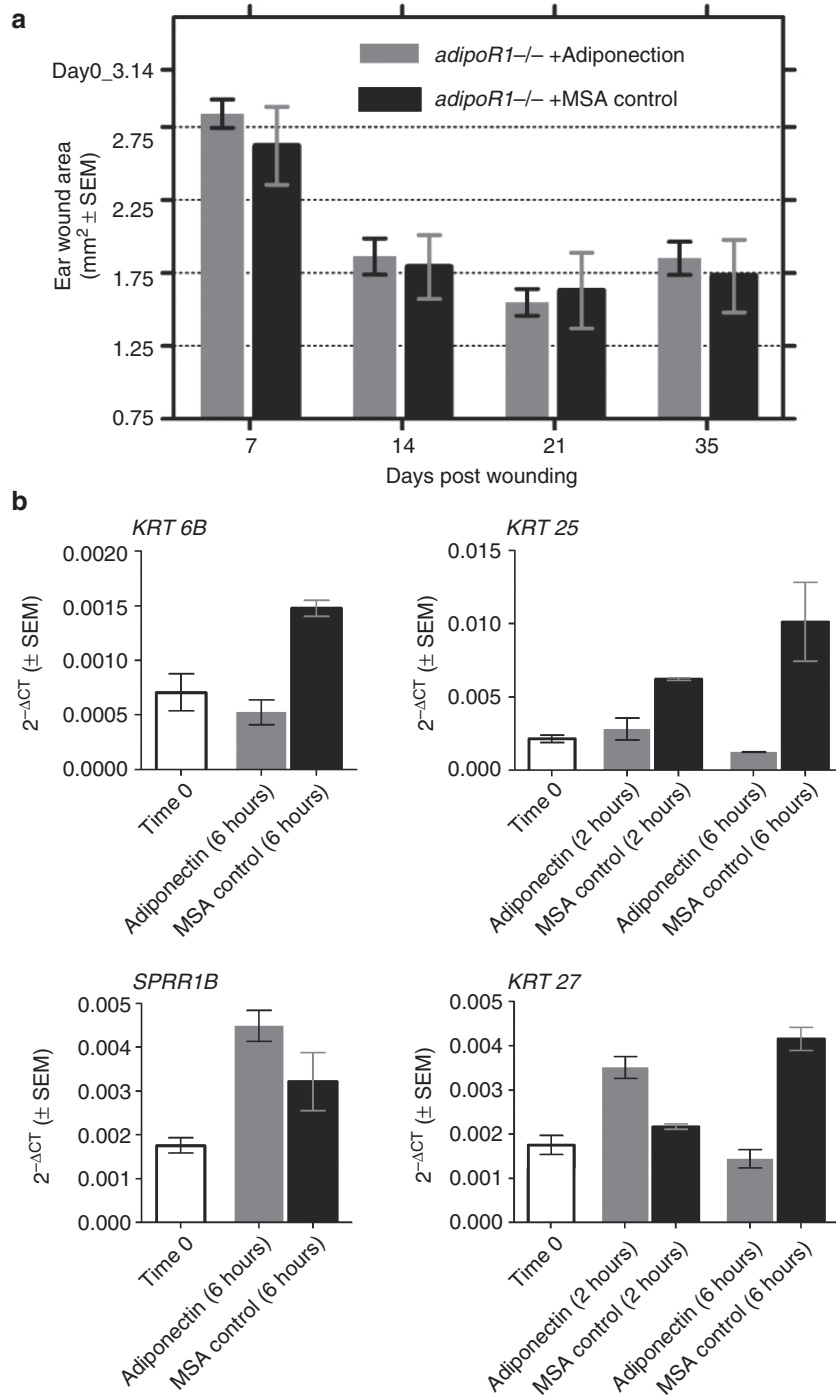 a
adipoR1–/– +Adiponection
adipoR1–/– +MSA control
Day0_3.14
2.75
2.25
1.75
1.25
0.75
Ear wound area
(mm² ± SEM)
7 14 21 35
Days post wounding
b
KRT 6B
0.0020
0.0015
0.0010
0.0005
0.0000
2⁻ΔCT (± SEM)
Time 0
Adiponectin (6 hours)
MSA control (6 hours)
KRT 25
0.015
0.010
0.005
0.000
2⁻ΔCT (± SEM)
Time 0
Adiponectin (2 hours)
MSA control (2 hours)
Adiponectin (6 hours)
MSA control (6 hours)
SPRR1B
0.005
0.004
0.003
0.002
0.001
0.000
2⁻ΔCT (± SEM)
Time 0
Adiponectin (6 hours)
MSA control (6 hours)
KRT 27
0.005
0.004
0.003
0.002
0.001
0.000
2⁻ΔCT (± SEM)
Time 0
Adiponectin (2 hours)
MSA control (2 hours)
Adiponectin (6 hours)
MSA control (6 hours)